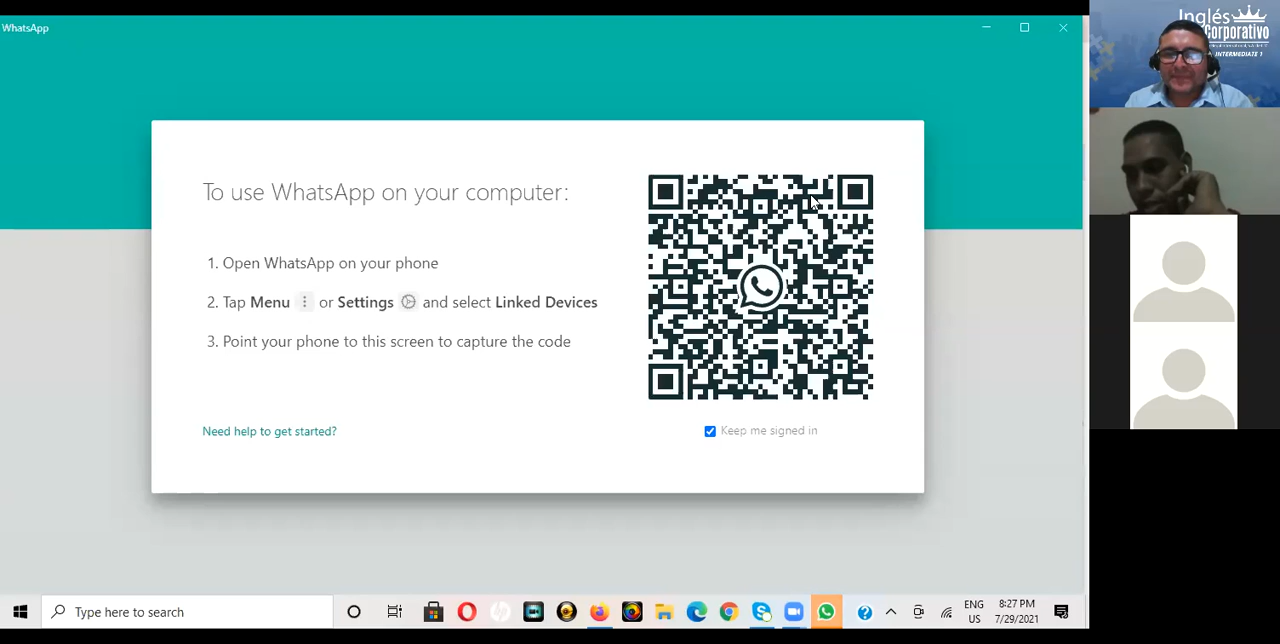 WhatsApp
To use WhatsApp on your computer:
1. Open WhatsApp on your phone
2. Tap Menu or Settings and select Linked Devices
3. Point your phone to this screen to capture the code
Need help to get started?
Keep me signed in
Inglés
Corporativo
INTERMEDIATE 1
Type here to search
ENG
US
8:27 PM
7/29/2021